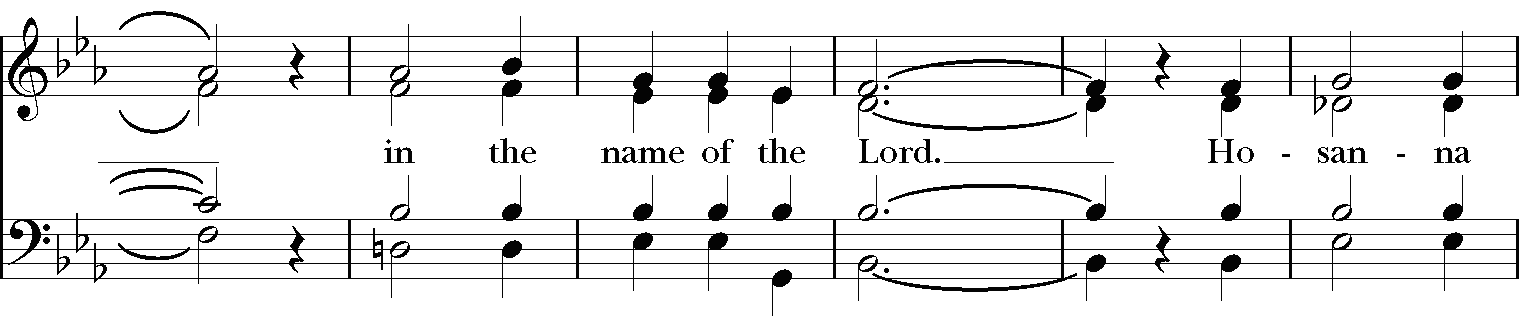 in the name of the Lord. Ho - san - na